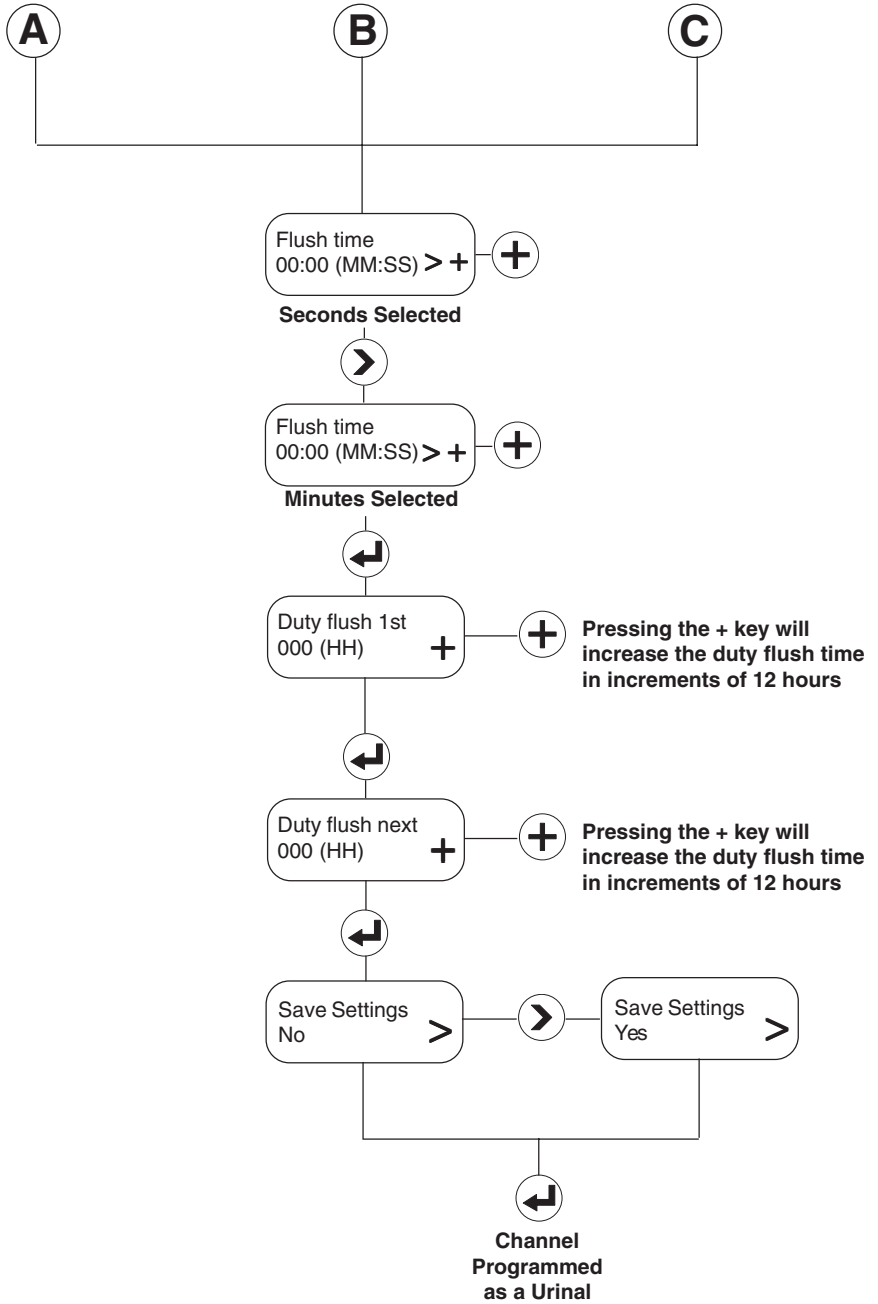 A B C
Flush time
00:00 (MM:SS) > +
+
Seconds Selected
>
Flush time
00:00 (MM:SS) > +
+
Minutes Selected
Duty flush 1st
000 (HH) +
+
Pressing the + key will
increase the duty flush time
in increments of 12 hours
Duty flush next
000 (HH) +
+
Pressing the + key will
increase the duty flush time
in increments of 12 hours
Save Settings
No >
>
Save Settings
Yes >
Channel
Programmed
as a Urinal